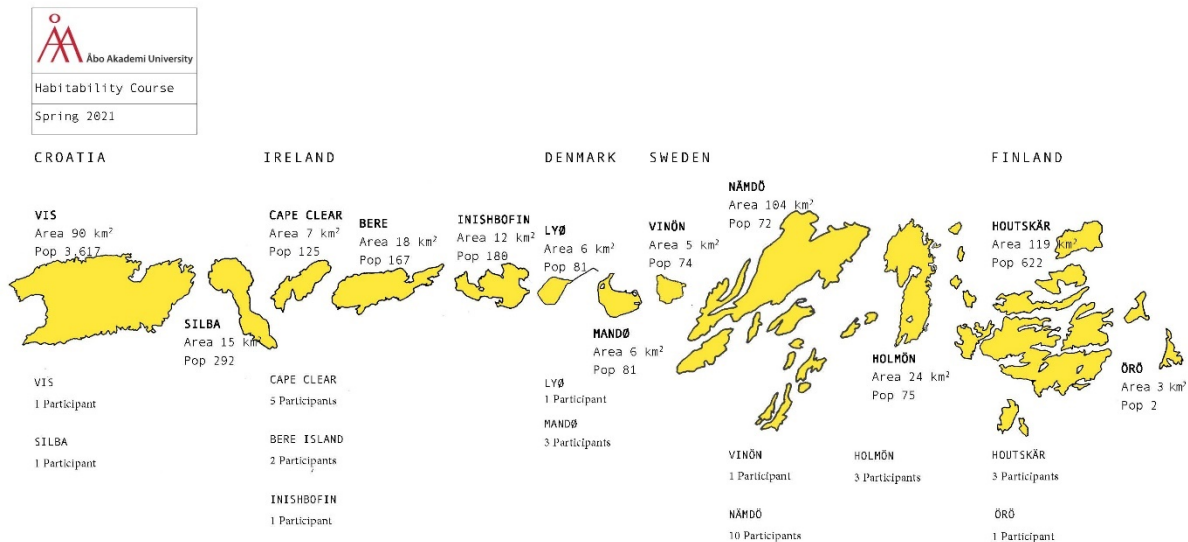 Åbo Akademi University
Habitability Course
Spring 2021
CROATIA
IRELAND
DENMARK
SWEDEN
FINLAND
VIS
Area 90 km²
Pop 3,617
SILBA
Area 15 km²
Pop 292
CAPE CLEAR
Area 7 km²
Pop 125
BERE
Area 18 km²
Pop 167
INISHBOFIN
Area 12 km²
Pop 180
LYØ
Area 6 km²
Pop 81
MANDØ
Area 6 km²
Pop 81
VINÖN
Area 5 km²
Pop 74
NÄMDÖ
Area 104 km²
Pop 72
HOLMÖN
Area 24 km²
Pop 75
HOUTSKÄR
Area 119 km²
Pop 622
ÖRÖ
Area 3 km²
Pop 2
VIS
1 Participant
SILBA
1 Participant
CAPE CLEAR
5 Participants
BERE ISLAND
2 Participants
INISHBOFIN
1 Participant
LYØ
1 Participant
MANDØ
3 Participants
VINÖN
1 Participant
NÄMDÖ
10 Participants
HOLMÖN
3 Participants
HOUTSKÄR
3 Participants
ÖRÖ
1 Participant